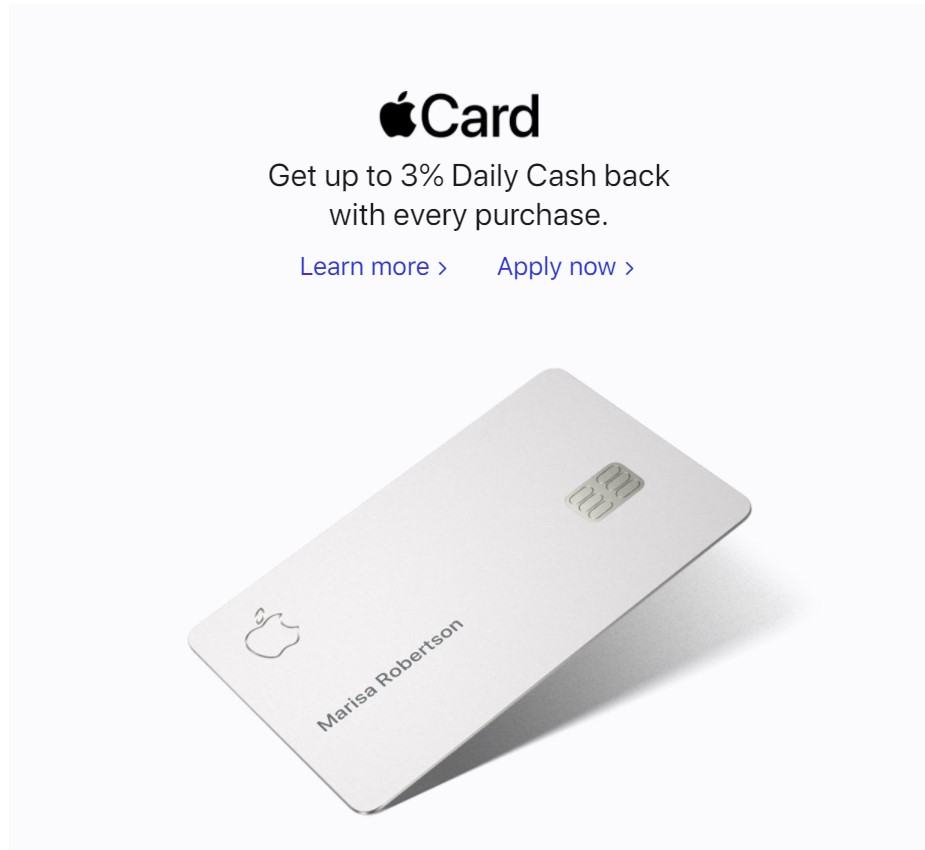 Card
Get up to 3% Daily Cash back
with every purchase.
Learn more >
Apply now >
Marisa Robertson